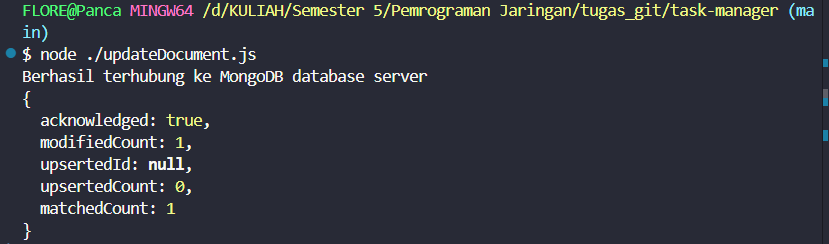 FLORE@Panca MINGW64 /d/KULIAH/Semester 5/Pemrograman Jaringan/tugas_git/task-manager (ma
in)
$ node ./updateDocument.js
Berhasil terhubung ke MongoDB database server
{
  acknowledged: true,
  modifiedCount: 1,
  upsertedId: null,
  upsertedCount: 0,
  matchedCount: 1
}